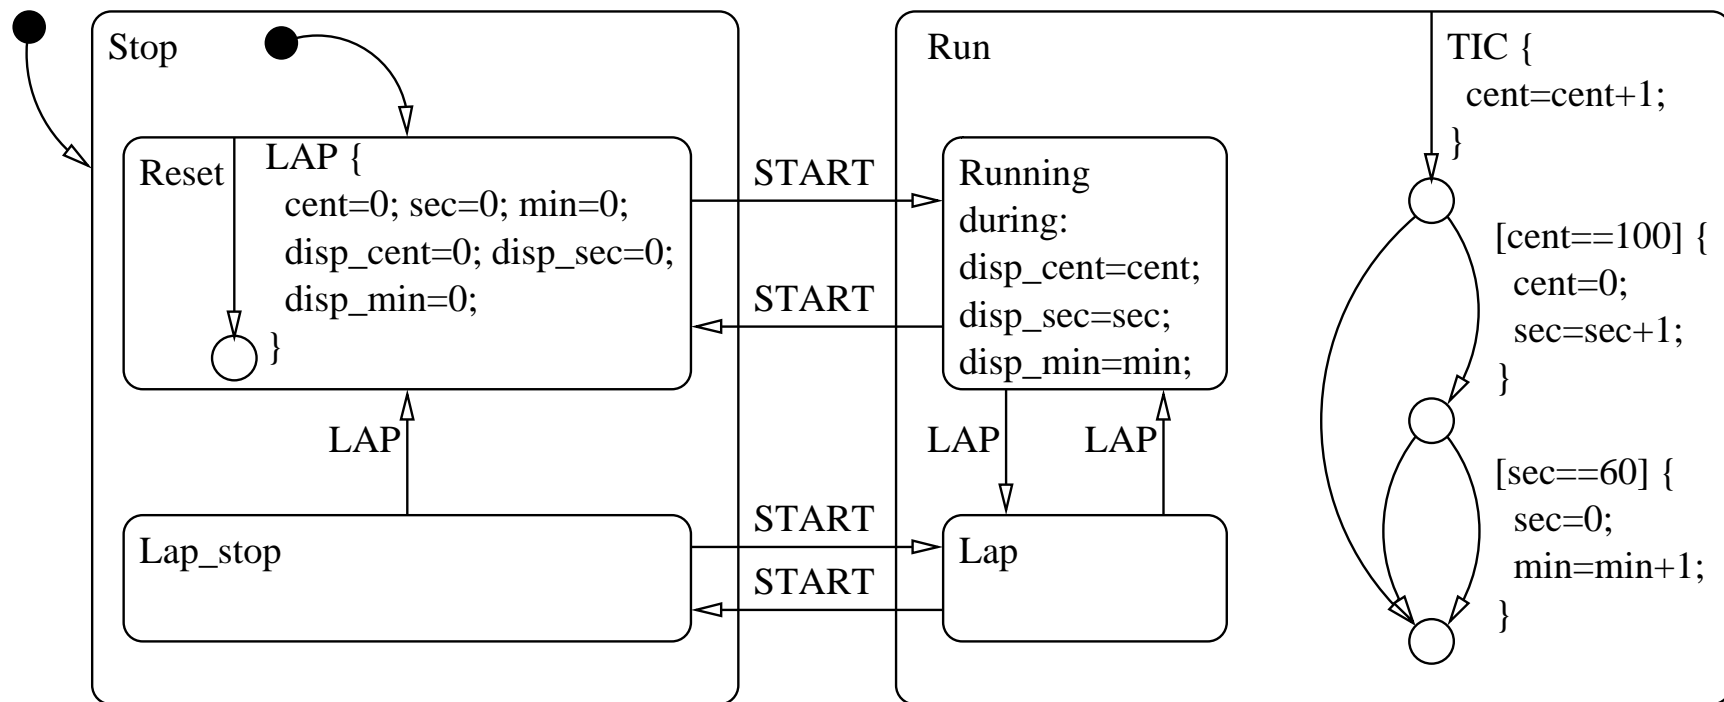 Stop
Reset
LAP {
cent=0; sec=0; min=0;
disp_cent=0; disp_sec=0;
disp_min=0;
}
LAP
Lap_stop
START
START
START
START
Run
Running
during:
disp_cent=cent;
disp_sec=sec;
disp_min=min;
LAP
LAP
Lap
TIC {
cent=cent+1;
}
[cent==100] {
cent=0;
sec=sec+1;
}
[sec==60] {
sec=0;
min=min+1;
}